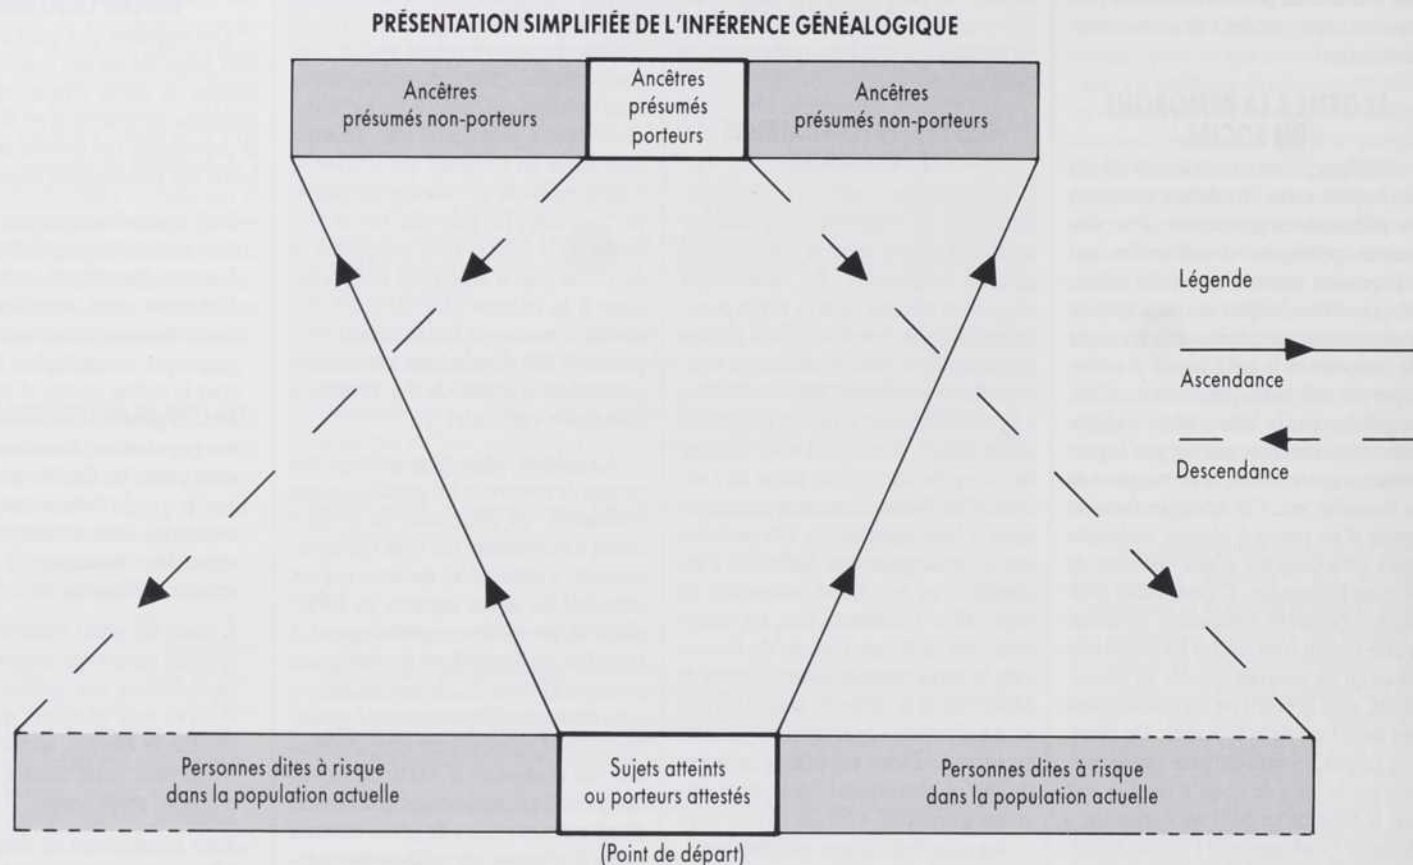 PRÉSENTATION SIMPLIFIÉE DE L'INFÉRENCE GÉNÉALOGIQUE
Ancêtres
présumés non-porteurs
Ancêtres
présumés
porteurs
Ancêtres
présumés non-porteurs
Légende
Ascendance
Descendance
Personnes dites à risque
dans la population actuelle
Sujets atteints
ou porteurs attestés
Personnes dites à risque
dans la population actuelle
(Point de départ)